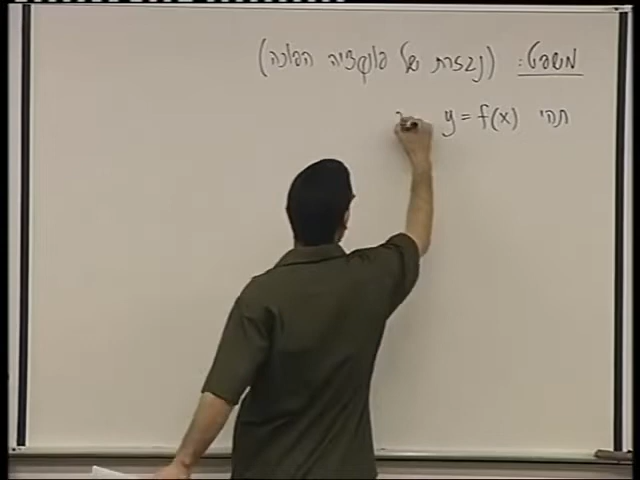 משפט: (נגזרת של פונקציה הפוכה)
תהי y = f(x)